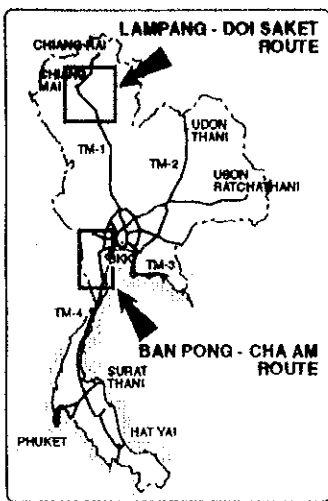 LAMPANG - DOI SAKET
ROUTE
CHIANG RAI
CHIANG
MAI
UDON
THANI
TM-1
TM-2
UBON
RATCHATHANI
BKK
TM-3
TM-4
BAN PONG - CHA AM
ROUTE
SURAT
THANI
PHUKET
HAT YAI